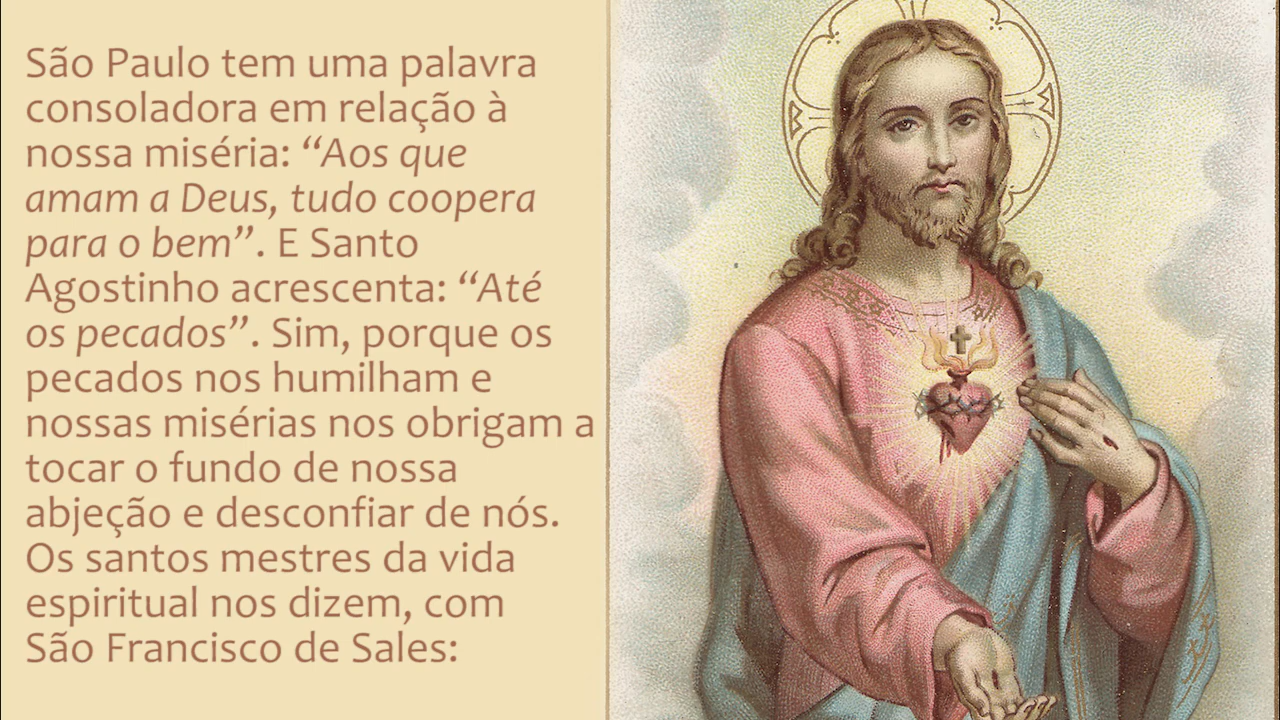 São Paulo tem uma palavra
consoladora em relação à
nossa miséria: “Aos que
amam a Deus, tudo coopera
para o bem”. E Santo
Agostinho acrescenta: “Até
os pecados”. Sim, porque os
pecados nos humilham e
nossas misérias nos obrigam a
tocar o fundo de nossa
abjeção e desconfiar de nós.
Os santos mestres da vida
espiritual nos dizem, com
São Francisco de Sales: